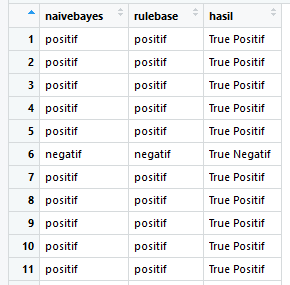 naivebayes rulebase hasil
1 positif positif True Positif
2 positif positif True Positif
3 positif positif True Positif
4 positif positif True Positif
5 positif positif True Positif
6 negatif negatif True Negatif
7 positif positif True Positif
8 positif positif True Positif
9 positif positif True Positif
10 positif positif True Positif
11 positif positif True Positif